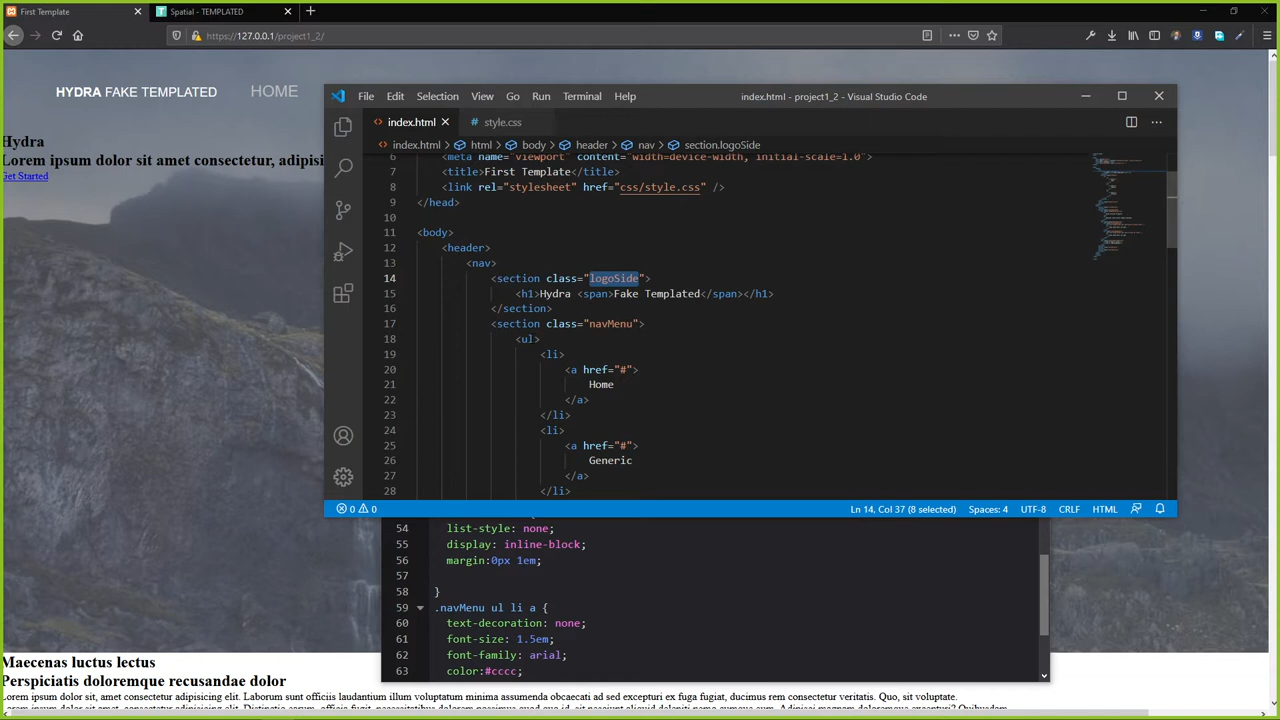 First Template
Spatial - TEMPLATED
https://127.0.0.1/project1_2/
HYDRA FAKE TEMPLATED
HOME
Hydra
Lorem ipsum dolor sit amet consectetur, adipisi
Get Started
File Edit Selection View Go Run Terminal Help
index.html - project1_2 - Visual Studio Code
index.html
# style.css
index.html > html > body > header > nav > section.logoSide
6 <meta name="viewport" content="width=device-width, initial-scale=1.0">
7 <title>First Template</title>
8 <link rel="stylesheet" href="css/style.css" />
9 </head>
10
11 <body>
12 <header>
13 <nav>
14 <section class="logoSide">
15 <h1>Hydra <span>Fake Templated</span></h1>
16 </section>
17 <section class="navMenu">
18 <ul>
19 <li>
20 <a href="#">
21 Home
22 </a>
23 </li>
24 <li>
25 <a href="#">
26 Generic
27 </a>
28 </li>
0 0
Ln 14, Col 37 (8 selected) Spaces: 4 UTF-8 CRLF HTML
54 list-style: none;
55 display: inline-block;
56 margin:0px 1em;
57
58 }
59 .navMenu ul li a {
60 text-decoration: none;
61 font-size: 1.5em;
62 font-family: arial;
63 color:#cccc;
Maecenas luctus lectus
Perspiciatis doloremque recusandae dolor
Lorem ipsum dolor sit, amet consectetur adipisicing elit. Laborum sunt officiis laudantium illum voluptatum minima assumenda obcaecati ad sed excepturi ex fuga fugiat, ducimus rem consectetur veritatis. Quo, sit voluptate.